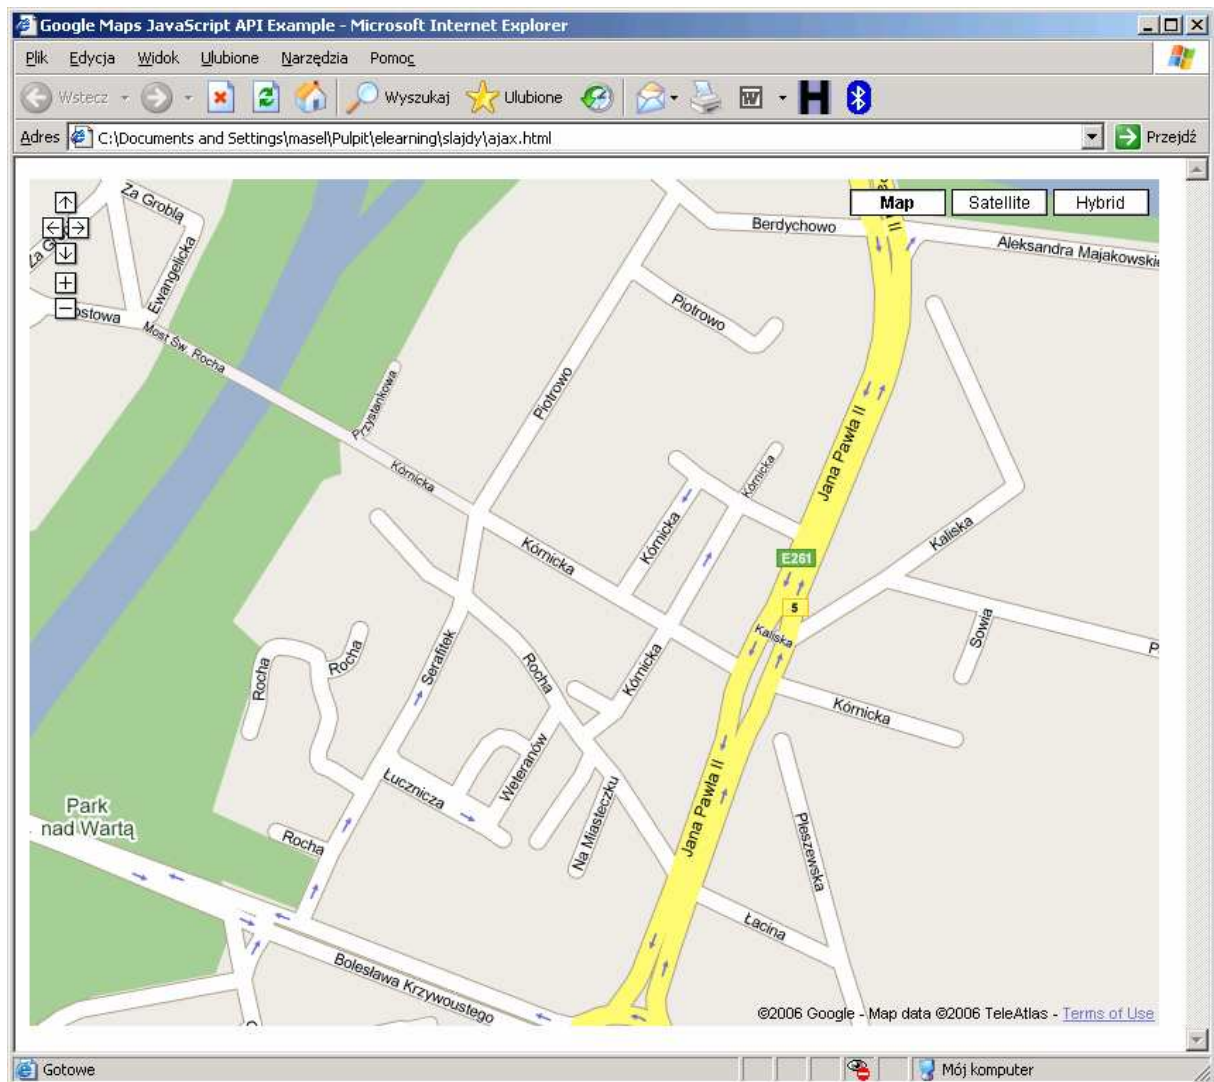 Google Maps JavaScript API Example - Microsoft Internet Explorer
Plik Edycja Widok Ulubione Narzędzia Pomoc
Wstecz Wyszukaj Ulubione
Adres C:\Documents and Settings\masel\Pulpit\elearning\slajdy\ajax.html Przejdź
Map Satellite Hybrid
Za Groblą
Ewangelicka
Most Św. Rocha
Przystankowa
Berdychowo
Piotrowo
Piotrowo
Jana Pawła II
Kórnicka
Kórnicka
Kórnicka
Kórnicka
Kaliska
E261
5
Kaliska
Sowia
Rocha
Rocha
Serafitek
Rocha
Kórnicka
Kórnicka
Łucznicza
Weteranów
Na Miasteczku
Jana Pawła II
Pleszewska
Park
nad Wartą
Rocha
Łacina
Bolesława Krzywoustego
©2006 Google - Map data ©2006 TeleAtlas - Terms of Use
Gotowe Mój komputer